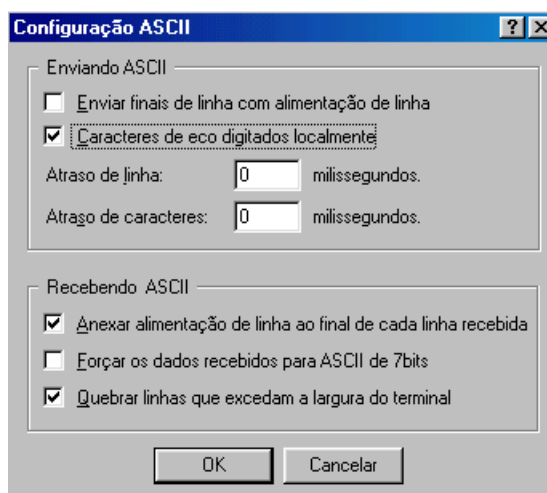 Configuração ASCII
Enviando ASCII
Enviar finais de linha com alimentação de linha
Caracteres de eco digitados localmente
Atraso de linha: 0 milissegundos.
Atraso de caracteres: 0 milissegundos.
Recebendo ASCII
Anexar alimentação de linha ao final de cada linha recebida
Forçar os dados recebidos para ASCII de 7bits
Quebrar linhas que excedam a largura do terminal
OK Cancelar